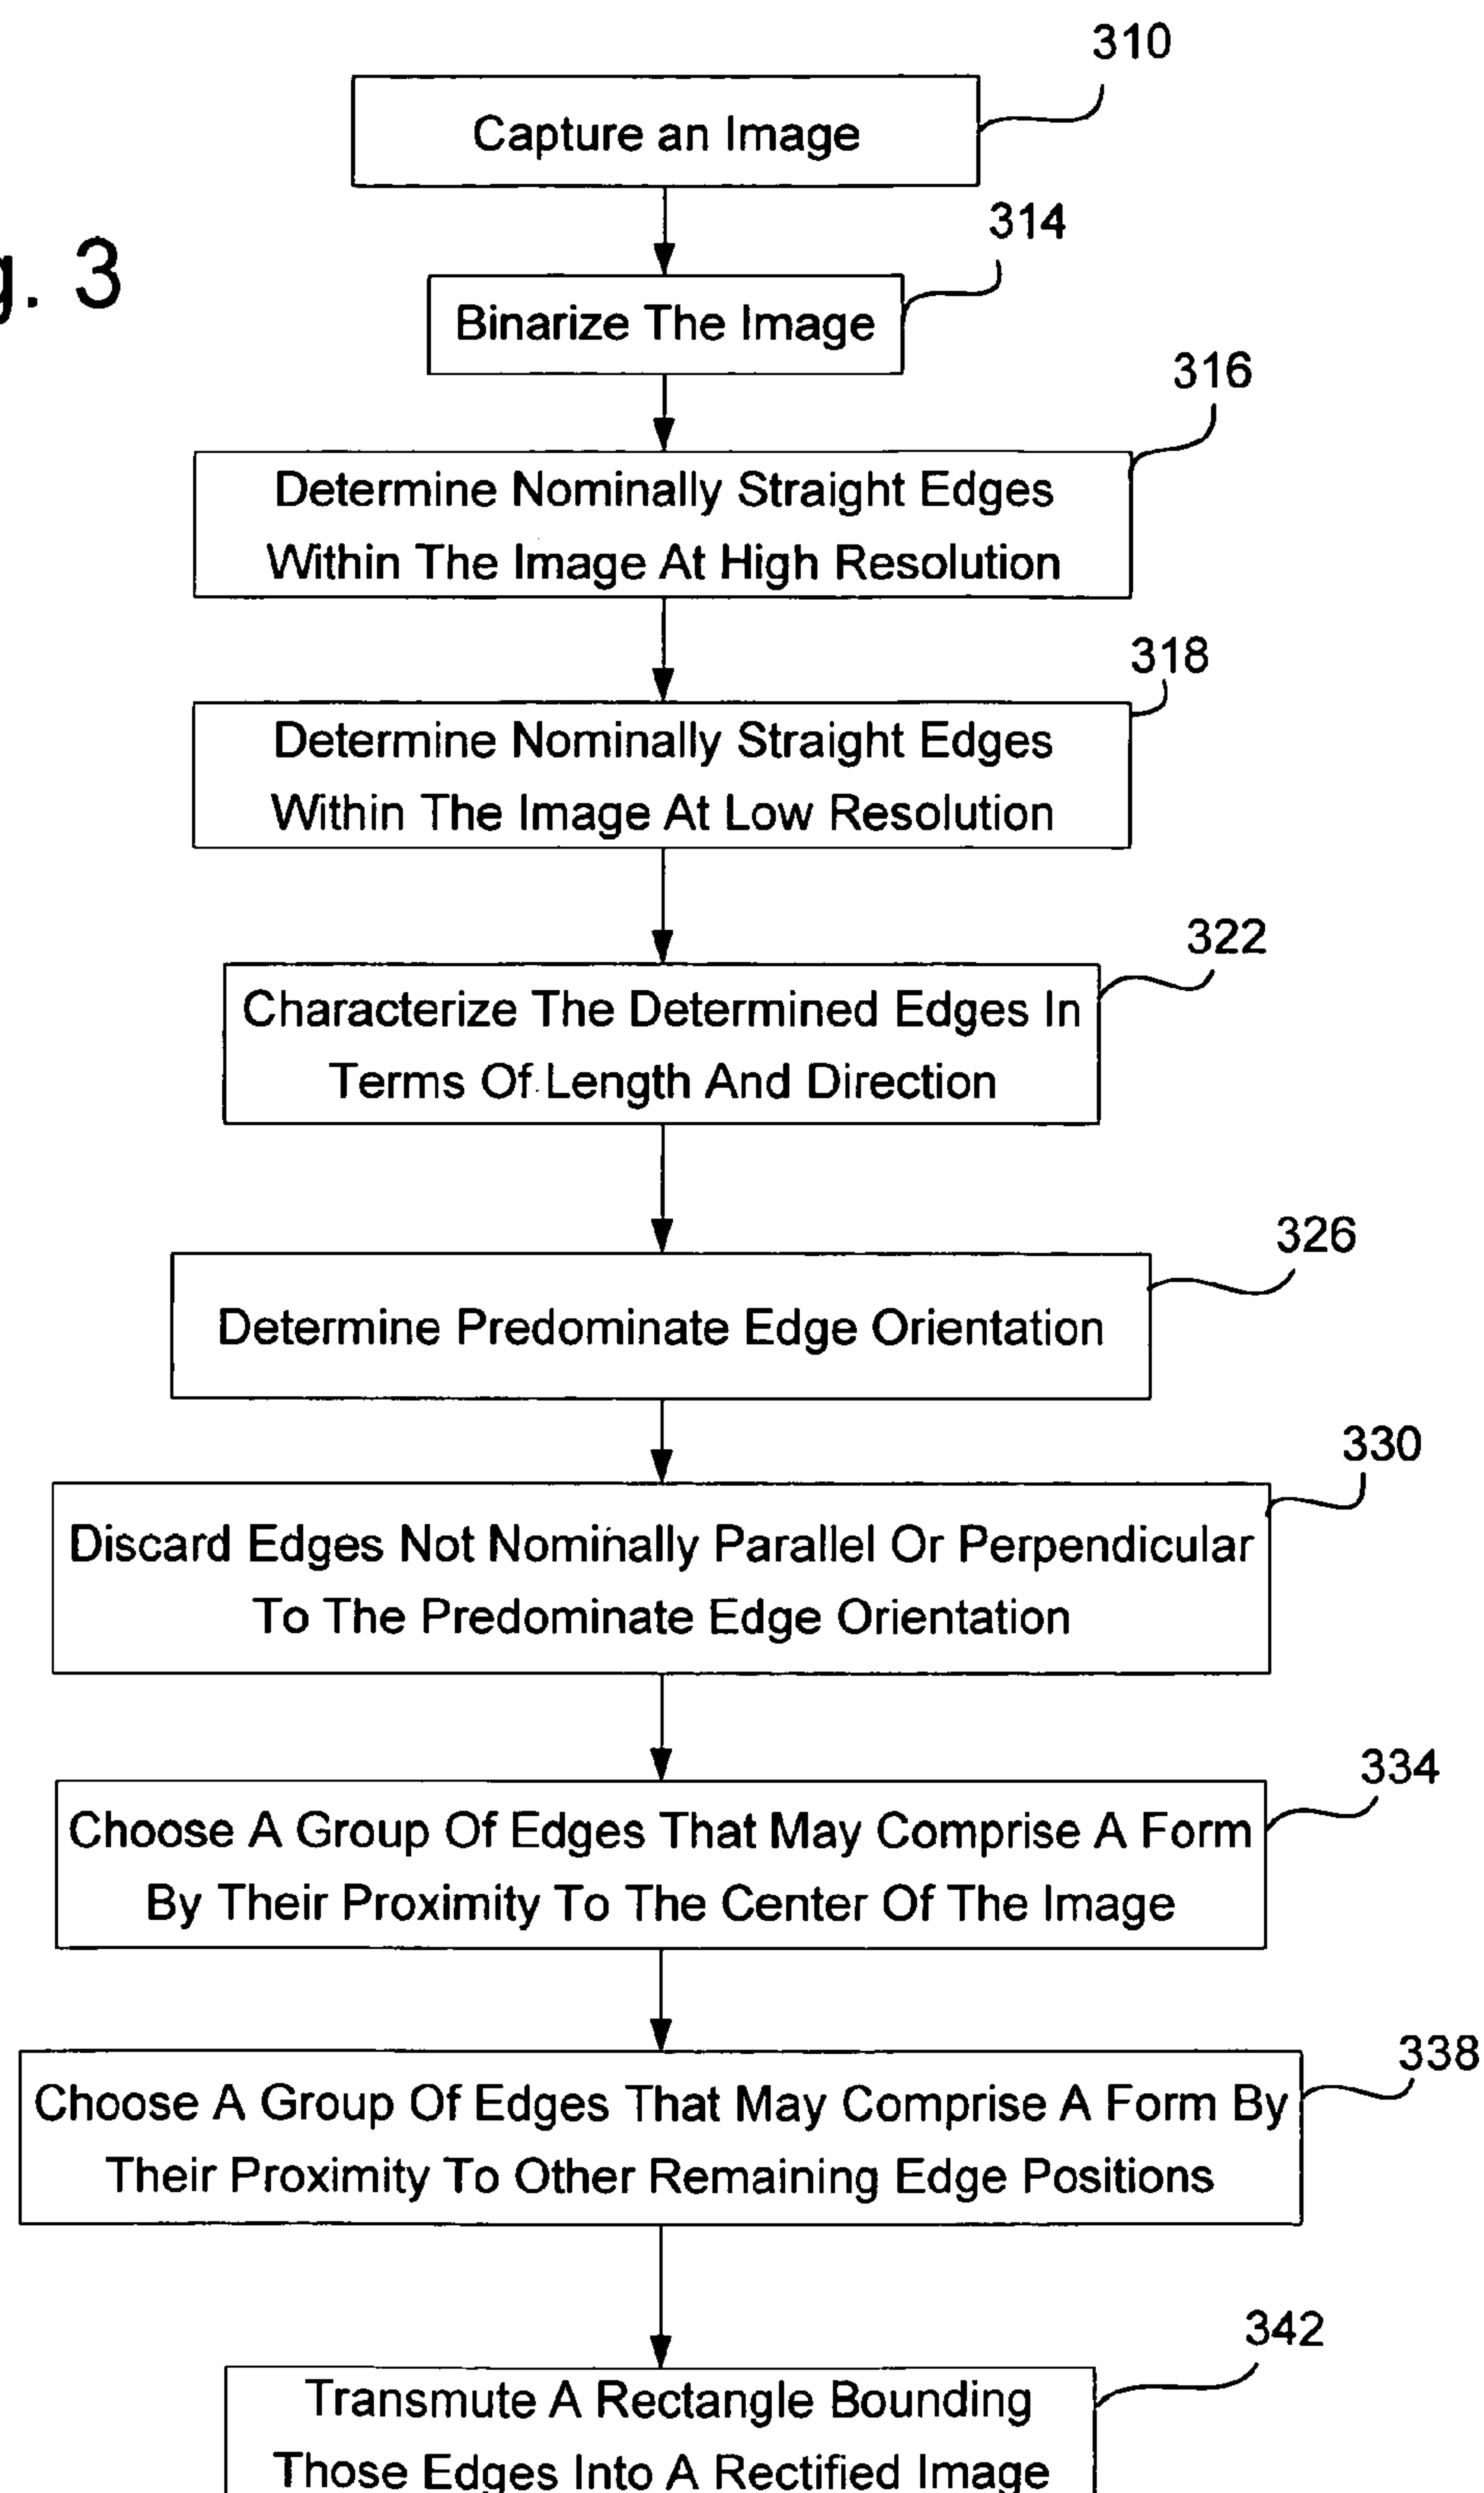 310
Capture an Image
314
g. 3
Binarize The Image
316
Determine Nominally Straight Edges
Within The Image At High Resolution
318
Determine Nominally Straight Edges
Within The Image At Low Resolution
322
Characterize The Determined Edges In
Terms Of Length And Direction
326
Determine Predominate Edge Orientation
330
Discard Edges Not Nominally Parallel Or Perpendicular
To The Predominate Edge Orientation
334
Choose A Group Of Edges That May Comprise A Form
By Their Proximity To The Center Of The Image
338
Choose A Group Of Edges That May Comprise A Form By
Their Proximity To Other Remaining Edge Positions
342
Transmute A Rectangle Bounding
Those Edges Into A Rectified Image